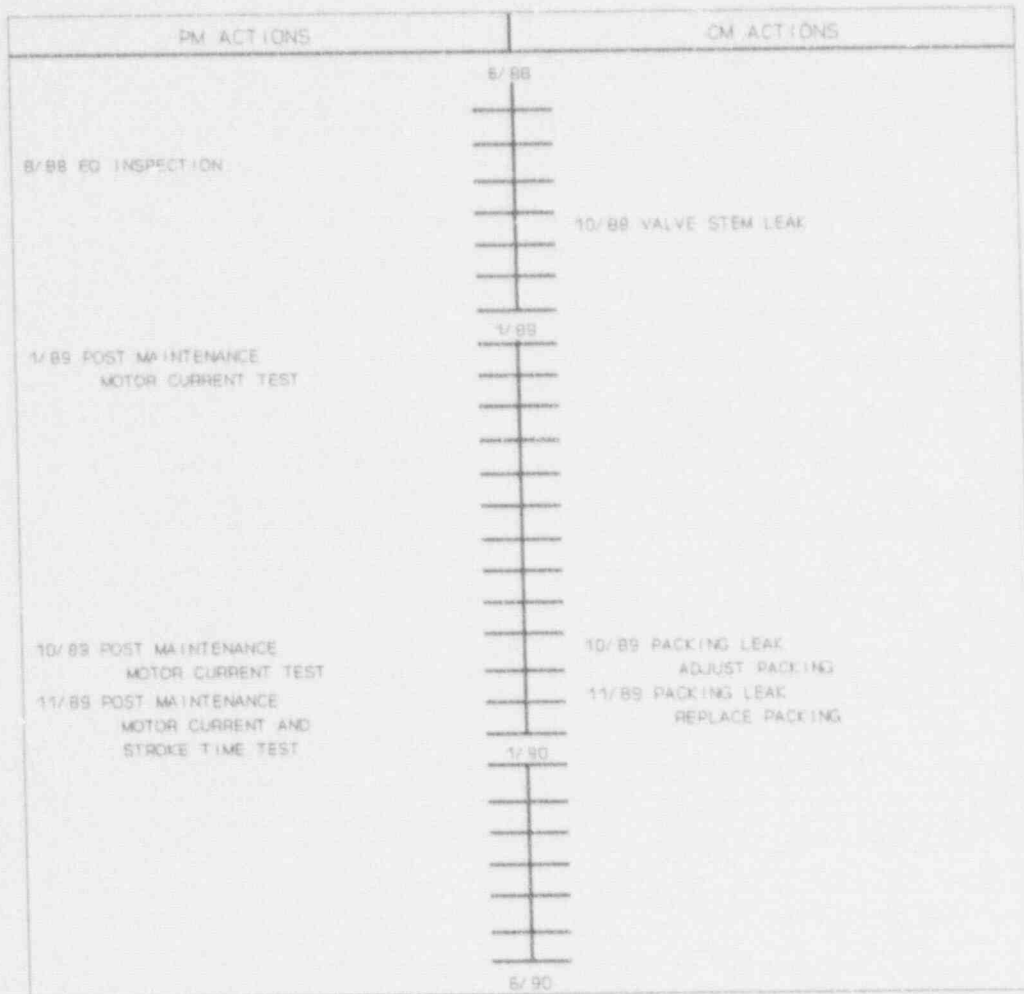 PM ACTIONS
CM ACTIONS
6/88
8/88 EQ INSPECTION
10/88 VALVE STEM LEAK
1/89
1/89 POST MAINTENANCE
MOTOR CURRENT TEST
10/89 POST MAINTENANCE
MOTOR CURRENT TEST
10/89 PACKING LEAK
ADJUST PACKING
11/89 POST MAINTENANCE
MOTOR CURRENT AND
STROKE TIME TEST
11/89 PACKING LEAK
REPLACE PACKING
1/90
6/90